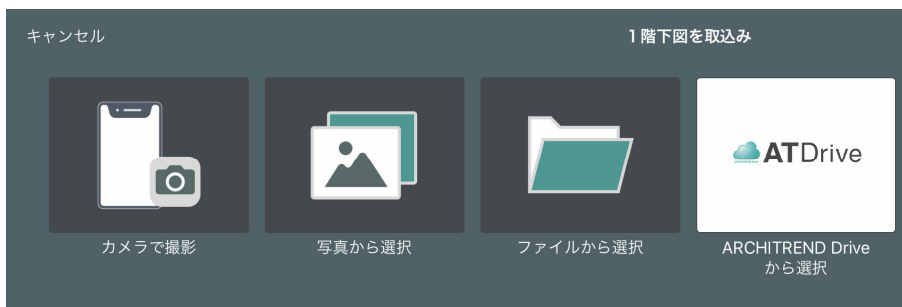 キャンセル
1階下図を取込み
ATDrive
カメラで撮影
写真から選択
ファイルから選択
ARCHITREND Drive
から選択